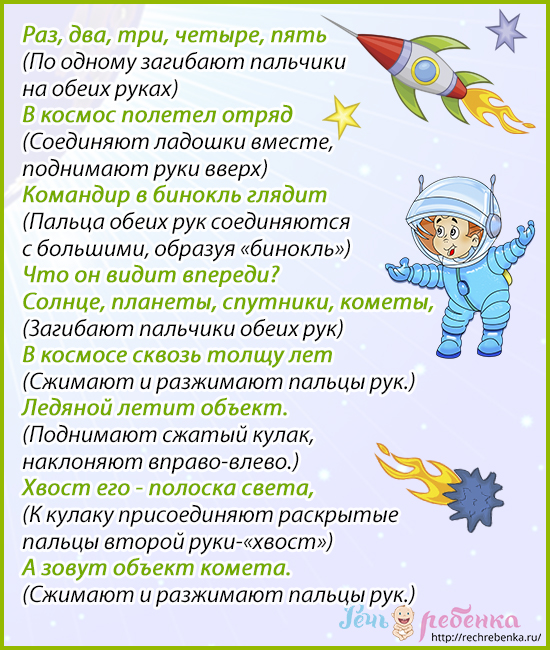 Раз, два, три, четыре, пять
(По одному загибают пальчики
на обеих руках)
В космос полетел отряд
(Соединяют ладошки вместе,
поднимают руки вверх)
Командир в бинокль глядит
(Пальца обеих рук соединяются
с большими, образуя «бинокль»)
Что он видит впереди?
Солнце, планеты, спутники, кометы,
(Загибают пальчики обеих рук)
В космосе сквозь толщу лет
(Сжимают и разжимают пальцы рук.)
Ледяной летит объект.
(Поднимают сжатый кулак,
наклоняют вправо-влево.)
Хвост его - полоска света,
(К кулаку присоединяют раскрытые
пальцы второй руки-«хвост»)
А зовут объект комета.
(Сжимают и разжимают пальцы рук.)
Речь ребенка
http://rechrebenka.ru/